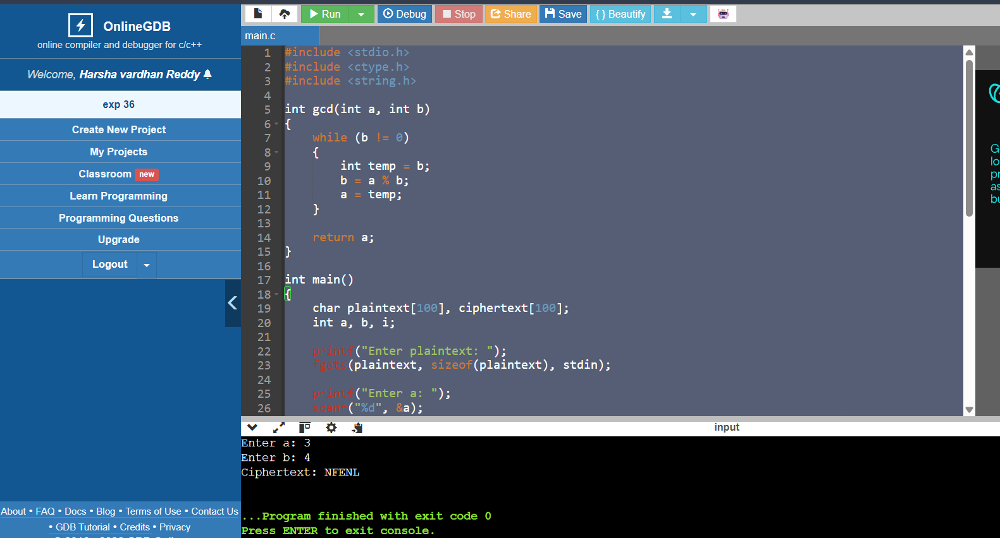 OnlineGDB
online compiler and debugger for c/c++
Welcome, Harsha vardhan Reddy
exp 36
Create New Project
My Projects
Classroom new
Learn Programming
Programming Questions
Upgrade
Logout
About • FAQ • Docs • Blog • Terms of Use • Contact Us
• GDB Tutorial • Credits • Privacy
Run Debug Stop Share Save { } Beautify
main.c
1 #include <stdio.h>
2 #include <ctype.h>
3 #include <string.h>
4
5 int gcd(int a, int b)
6 {
7     while (b != 0)
8     {
9         int temp = b;
10         b = a % b;
11         a = temp;
12     }
13
14     return a;
15 }
16
17 int main()
18 {
19     char plaintext[100], ciphertext[100];
20     int a, b, i;
21
22     printf("Enter plaintext: ");
23     fgets(plaintext, sizeof(plaintext), stdin);
24
25     printf("Enter a: ");
26     scanf("%d", &a);
input
Enter a: 3
Enter b: 4
Ciphertext: NFENL
...Program finished with exit code 0
Press ENTER to exit console.